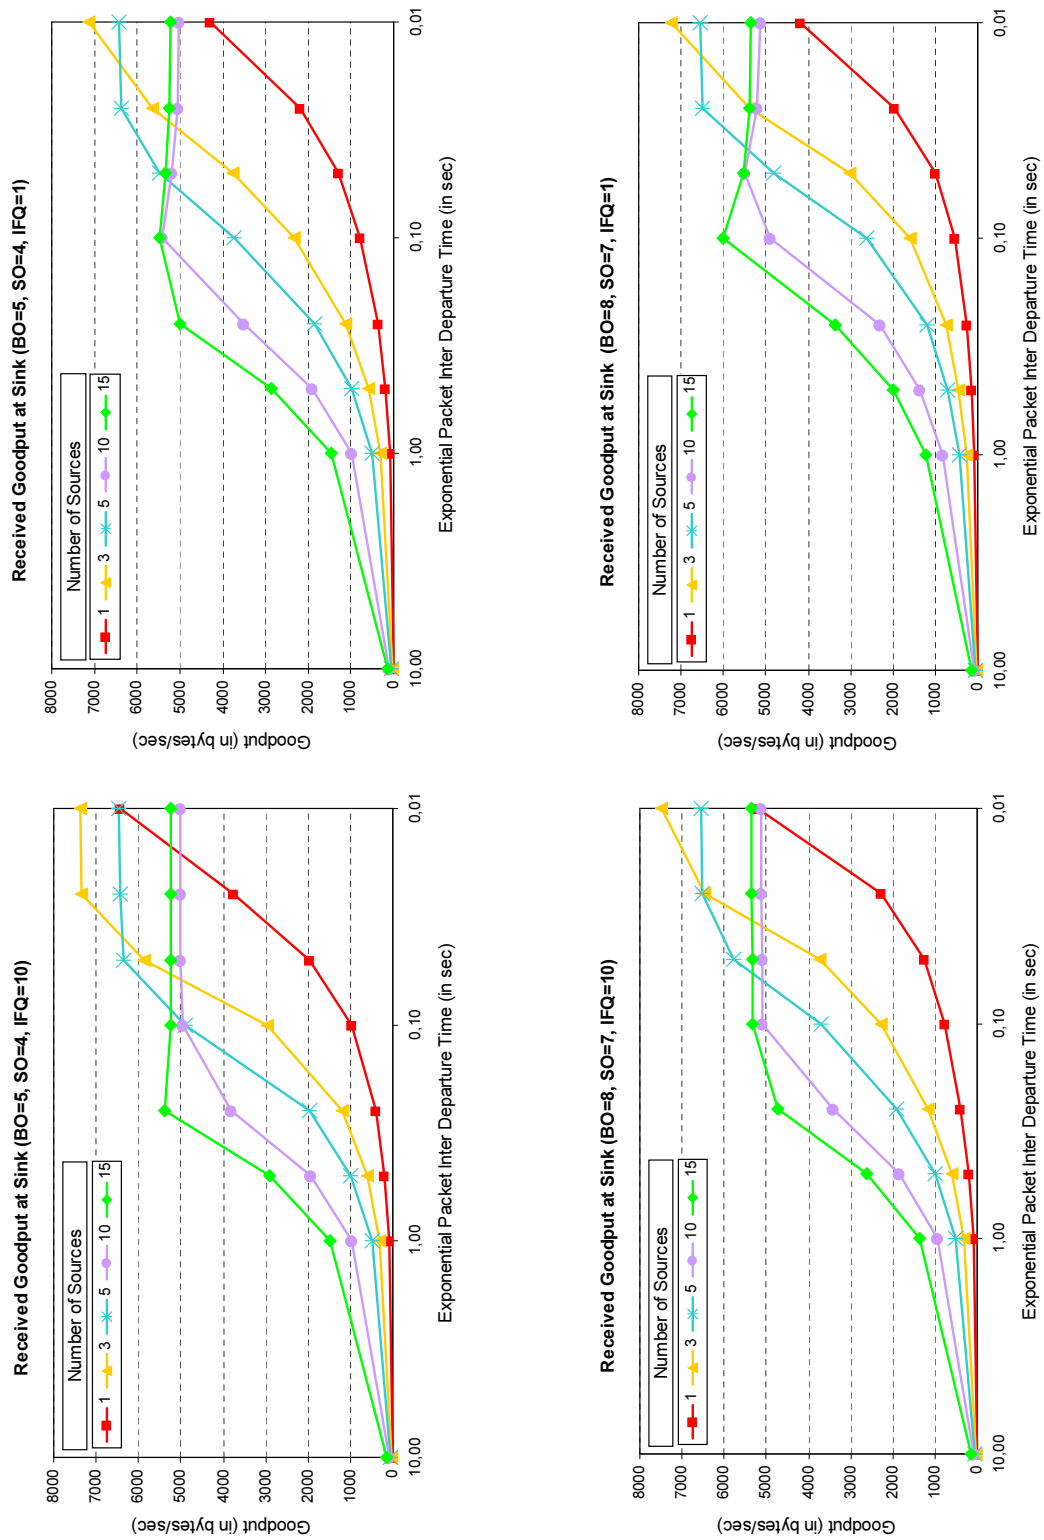 Received Goodput at Sink (BO=5, SO=4, IFQ=10)
Goodput (in bytes/sec)
8000
7000
6000
5000
4000
3000
2000
1000
0
Number of Sources
1 3 5 10 15
10,00 1,00 0,10 0,01
Exponential Packet Inter Departure Time (in sec)
Received Goodput at Sink (BO=5, SO=4, IFQ=1)
Goodput (in bytes/sec)
8000
7000
6000
5000
4000
3000
2000
1000
0
Number of Sources
1 3 5 10 15
10,00 1,00 0,10 0,01
Exponential Packet Inter Departure Time (in sec)
Received Goodput at Sink (BO=8, SO=7, IFQ=10)
Goodput (in bytes/sec)
8000
7000
6000
5000
4000
3000
2000
1000
0
Number of Sources
1 3 5 10 15
10,00 1,00 0,10 0,01
Exponential Packet Inter Departure Time (in sec)
Received Goodput at Sink (BO=8, SO=7, IFQ=1)
Goodput (in bytes/sec)
8000
7000
6000
5000
4000
3000
2000
1000
0
Number of Sources
1 3 5 10 15
10,00 1,00 0,10 0,01
Exponential Packet Inter Departure Time (in sec)